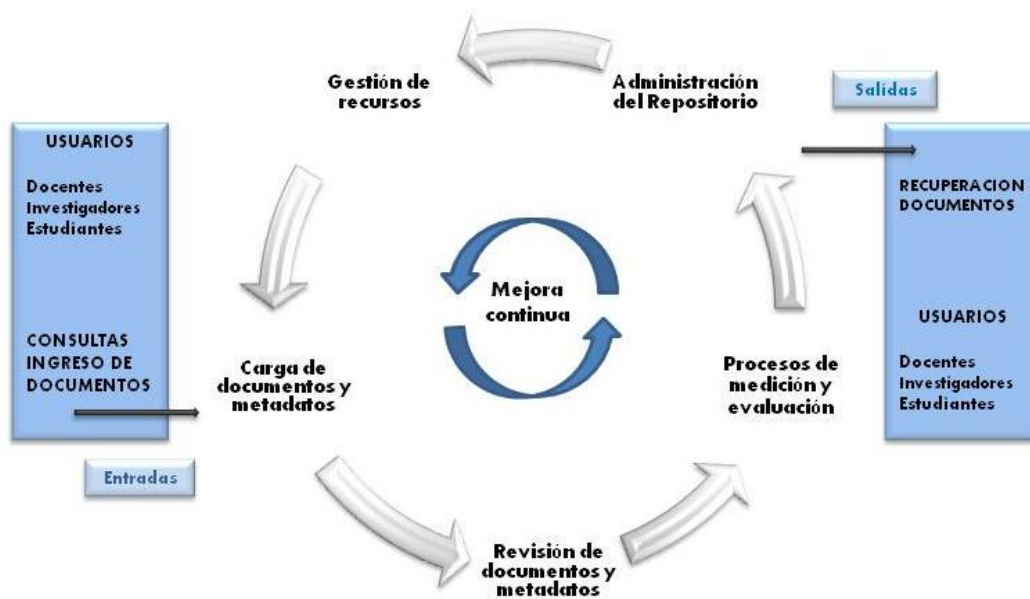 Gestión de
recursos
Administración
del Repositorio
Salidas
USUARIOS
Docentes
Investigadores
Estudiantes
CONSULTAS
INGRESO DE
DOCUMENTOS
Entradas
Mejora
continua
Carga de
documentos y
metadatos
Revisión de
documentos y
metadatos
Procesos de
medición y
evaluación
RECUPERACION
DOCUMENTOS
USUARIOS
Docentes
Investigadores
Estudiantes